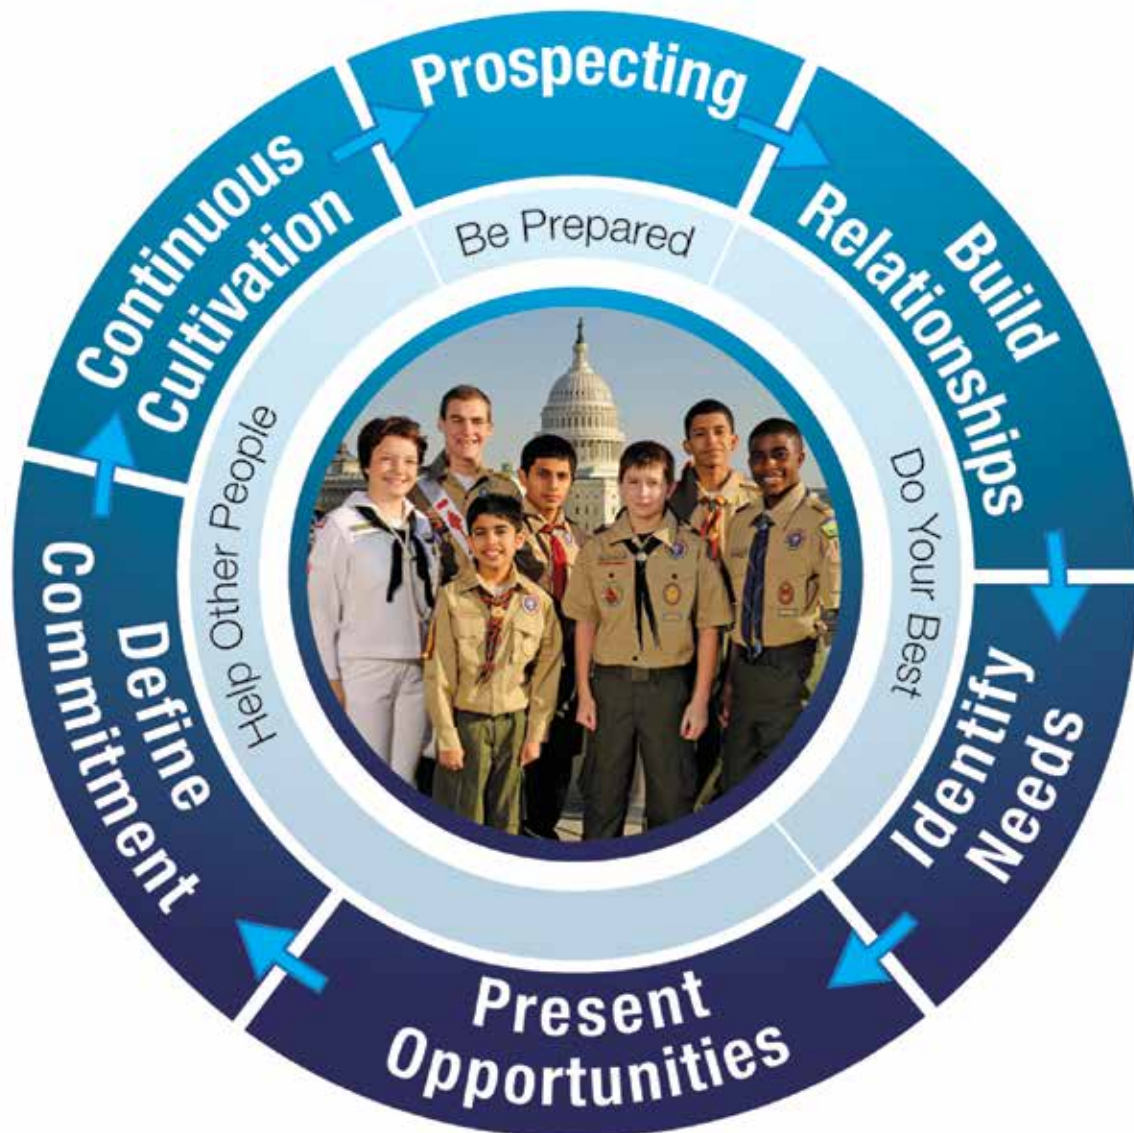 Prospecting
Build
Relationships
Identify
Needs
Present
Opportunities
Define
Commitment
Continuous
Cultivation
Be Prepared
Do Your Best
Help Other People